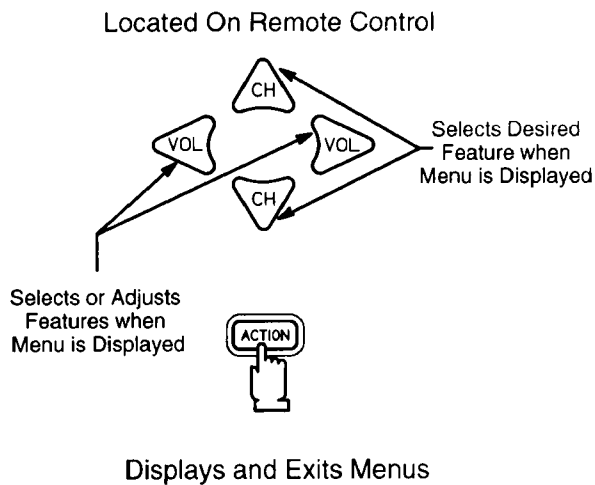 Located On Remote Control
CH
VOL
VOL
CH
Selects Desired
Feature when
Menu is Displayed
Selects or Adjusts
Features when
Menu is Displayed
ACTION
Displays and Exits Menus